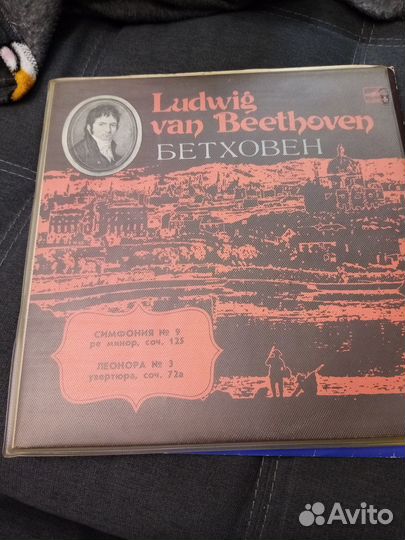 Ludwig
van Beethoven
БЕТХОВЕН
СИМФОНИЯ № 9
ре минор, соч. 125
ЛЕОНОРА № 3
увертюра, соч. 72а
Avito